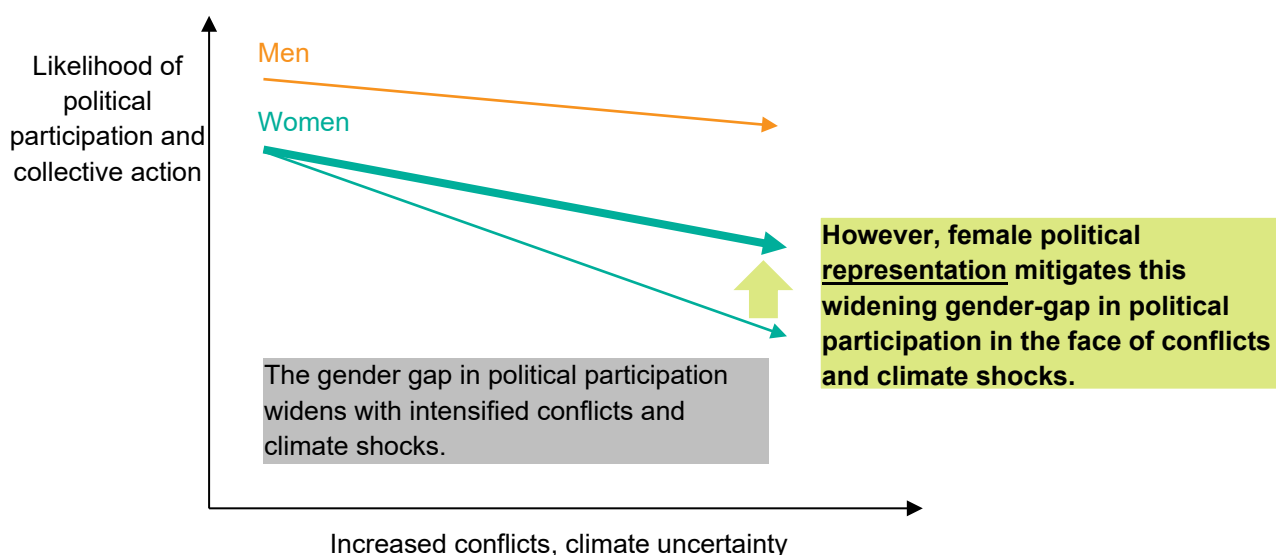 Likelihood of
political
participation and
collective action
Men
Women
However, female political
representation mitigates this
widening gender-gap in political
participation in the face of conflicts
and climate shocks.
The gender gap in political participation
widens with intensified conflicts and
climate shocks.
Increased conflicts, climate uncertainty